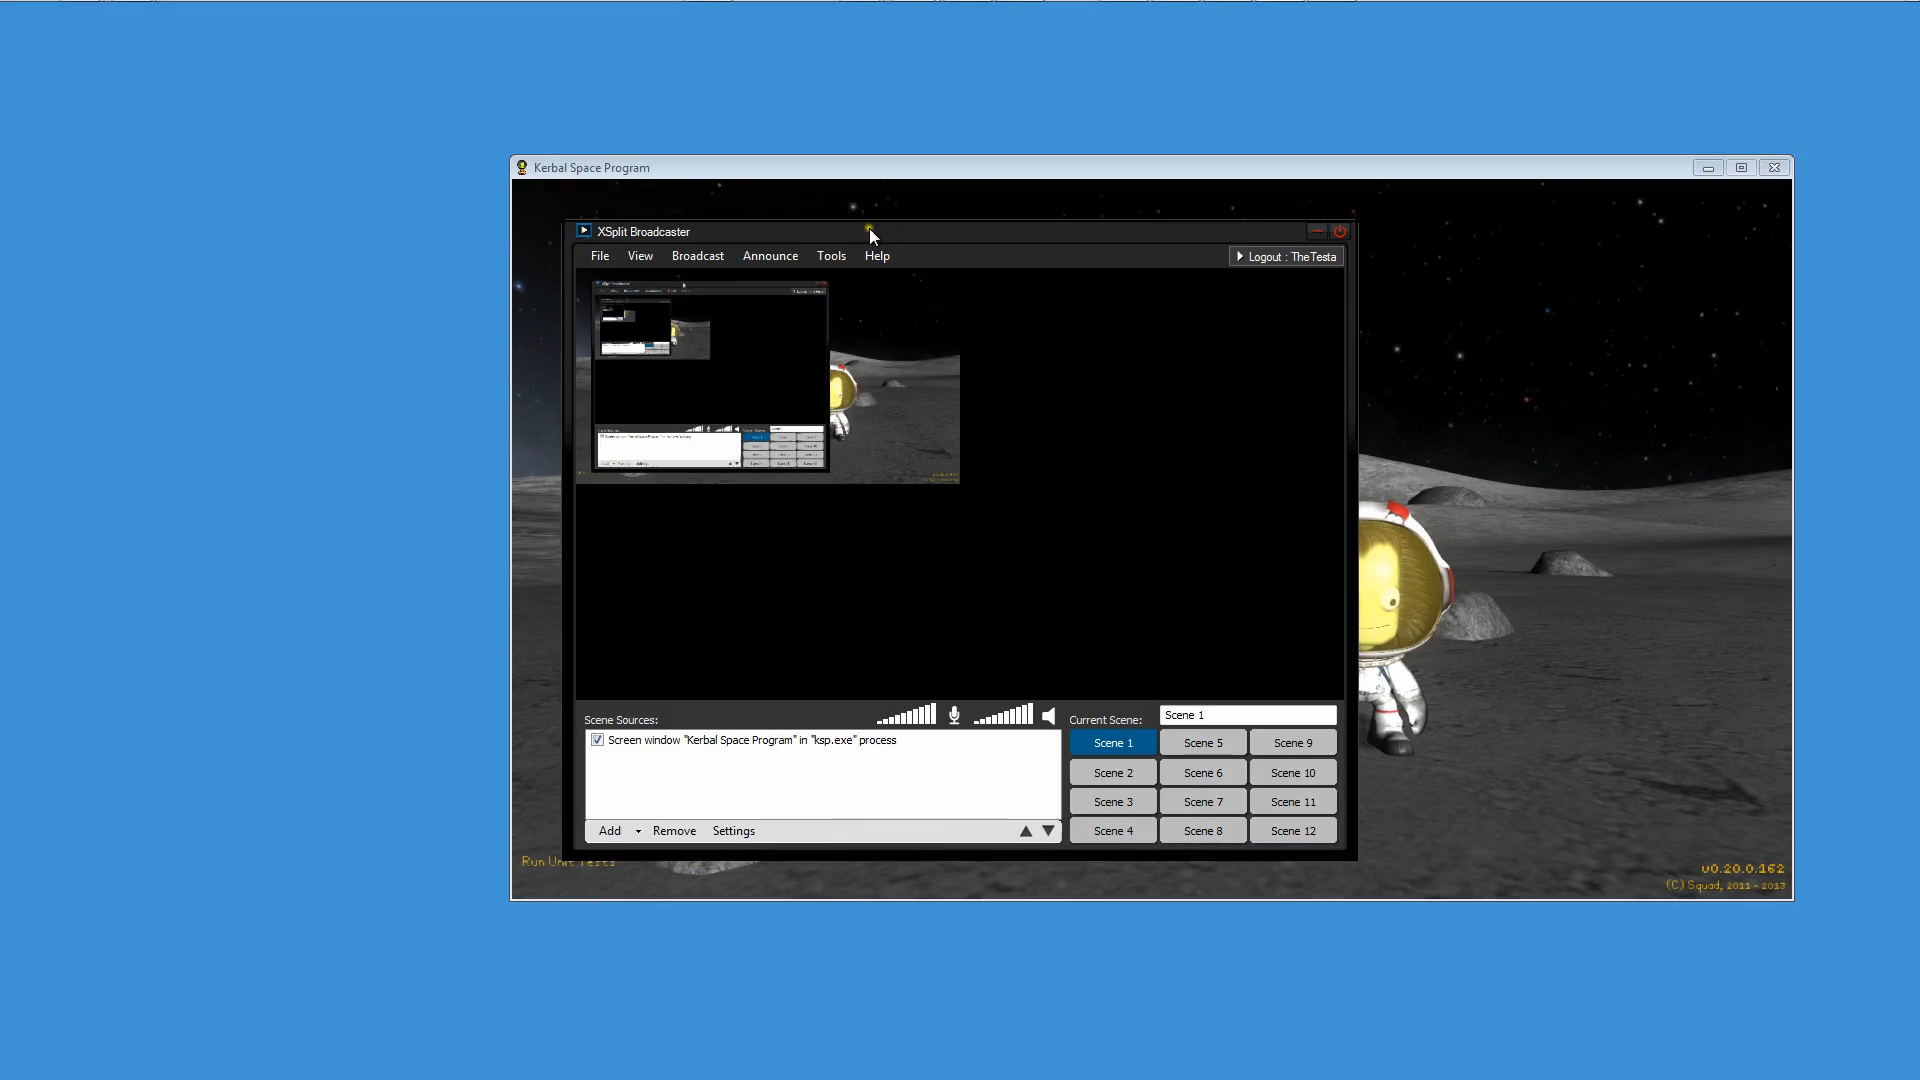 Kerbal Space Program
XSplit Broadcaster
File View Broadcast Announce Tools Help
Logout : TheTesta
Scene Sources:
Current Scene:
Scene 1
Screen window "Kerbal Space Program" in "ksp.exe" process
Scene 1 Scene 5 Scene 9
Scene 2 Scene 6 Scene 10
Scene 3 Scene 7 Scene 11
Scene 4 Scene 8 Scene 12
Add Remove Settings
Run Unit Tests
v0.20.0.162
(C) Squad, 2011 - 2013